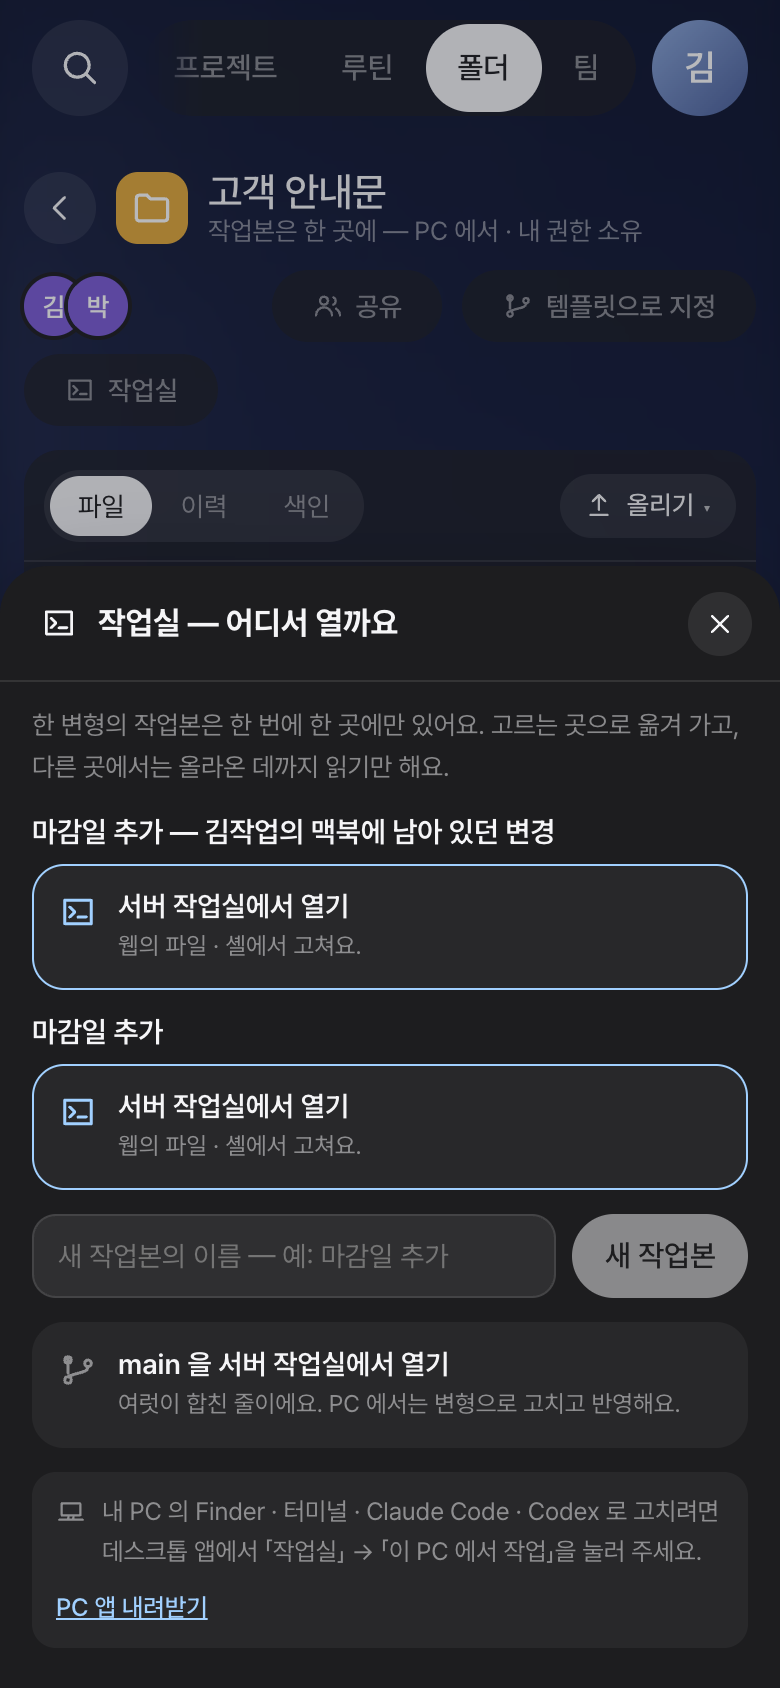 프로젝트 루틴 폴더 팀 김
고객 안내문
작업본은 한 곳에 — PC 에서 · 내 권한 소유
김 박 공유 템플릿으로 지정
작업실
파일 이력 색인 올리기
작업실 — 어디서 열까요
한 변형의 작업본은 한 번에 한 곳에만 있어요. 고르는 곳으로 옮겨 가고,
다른 곳에서는 올라온 데까지 읽기만 해요.
마감일 추가 — 김작업의 맥북에 남아 있던 변경
서버 작업실에서 열기
웹의 파일 · 셸에서 고쳐요.
마감일 추가
서버 작업실에서 열기
웹의 파일 · 셸에서 고쳐요.
새 작업본의 이름 — 예: 마감일 추가 새 작업본
main 을 서버 작업실에서 열기
여럿이 합친 줄이에요. PC 에서는 변형으로 고치고 반영해요.
내 PC 의 Finder · 터미널 · Claude Code · Codex 로 고치려면
데스크톱 앱에서 「작업실」 → 「이 PC 에서 작업」을 눌러 주세요.
PC 앱 내려받기